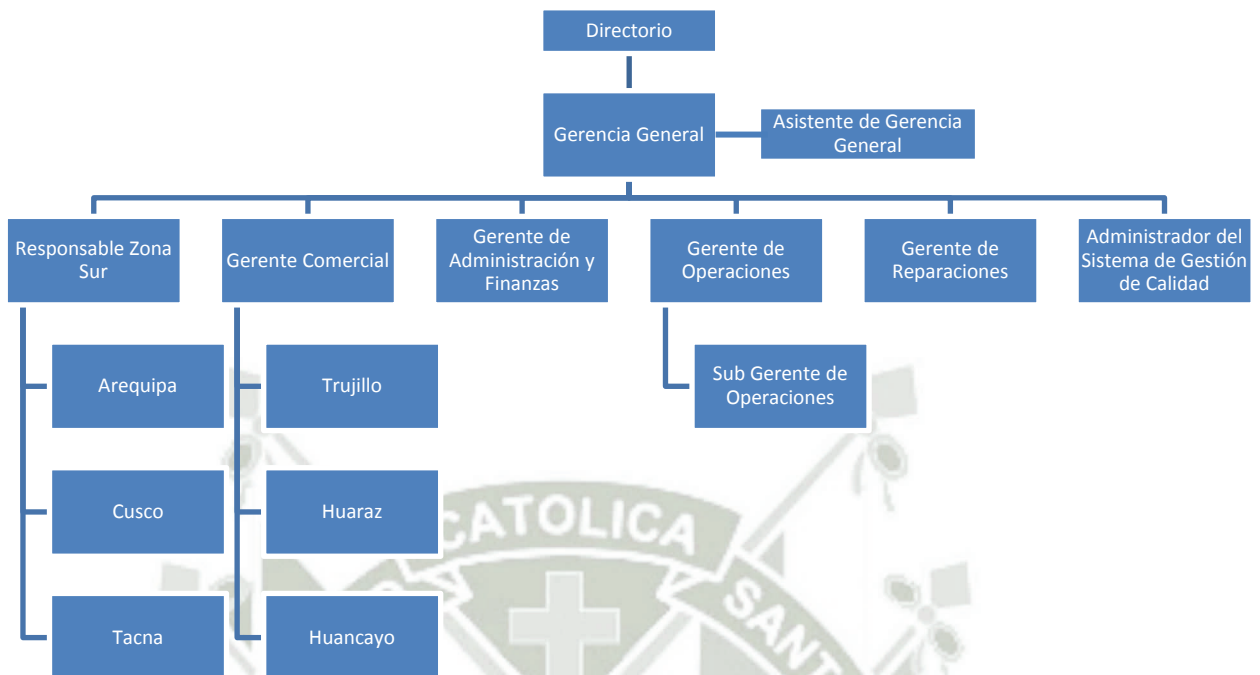 Directorio
Gerencia General
Asistente de Gerencia
General
Responsable Zona
Sur
Gerente Comercial
Gerente de
Administración y
Finanzas
Gerente de
Operaciones
Gerente de
Reparaciones
Administrador del
Sistema de Gestión
de Calidad
Arequipa
Trujillo
Sub Gerente de
Operaciones
Cusco
Huaraz
Tacna
Huancayo
CATOLICA